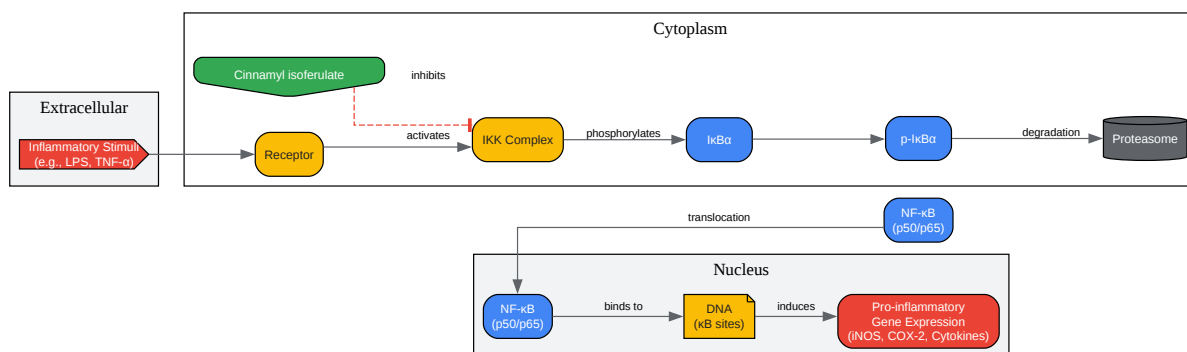 Cytoplasm
Cinnamyl isoferulate
inhibits
Extracellular
Inflammatory Stimuli
(e.g., LPS, TNF-α)
Receptor
activates
IKK Complex
phosphorylates
IκBα
p-IκBα
degradation
Proteasome
translocation
NF-κB
(p50/p65)
Nucleus
NF-κB
(p50/p65)
binds to
DNA
(κB sites)
induces
Pro-inflammatory
Gene Expression
(iNOS, COX-2, Cytokines)